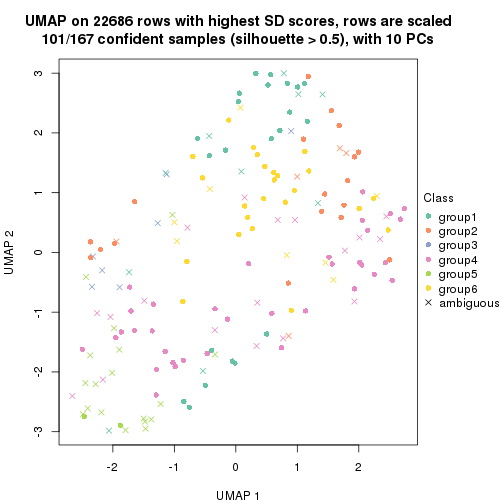 UMAP on 22686 rows with highest SD scores, rows are scaled
101/167 confident samples (silhouette > 0.5), with 10 PCs
3
2
1
0
-1
-2
-3
UMAP 2
-2
-1
0
1
2
UMAP 1
Class
group1
group2
group3
group4
group5
group6
ambiguous